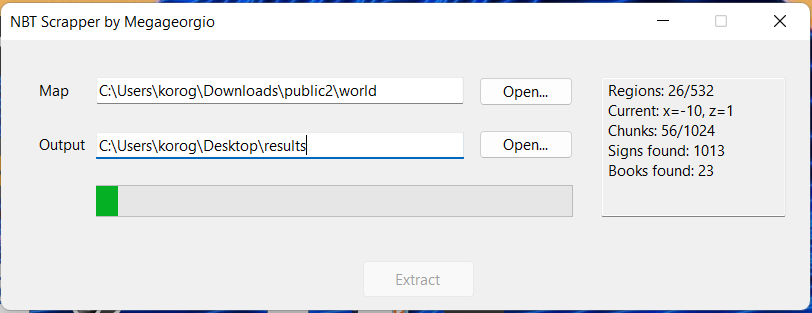 NBT Scrapper by Megageorgio
Map
C:\Users\korog\Downloads\public2\world
Open...
Output
C:\Users\korog\Desktop\results
Open...
Regions: 26/532
Current: x=-10, z=1
Chunks: 56/1024
Signs found: 1013
Books found: 23
Extract